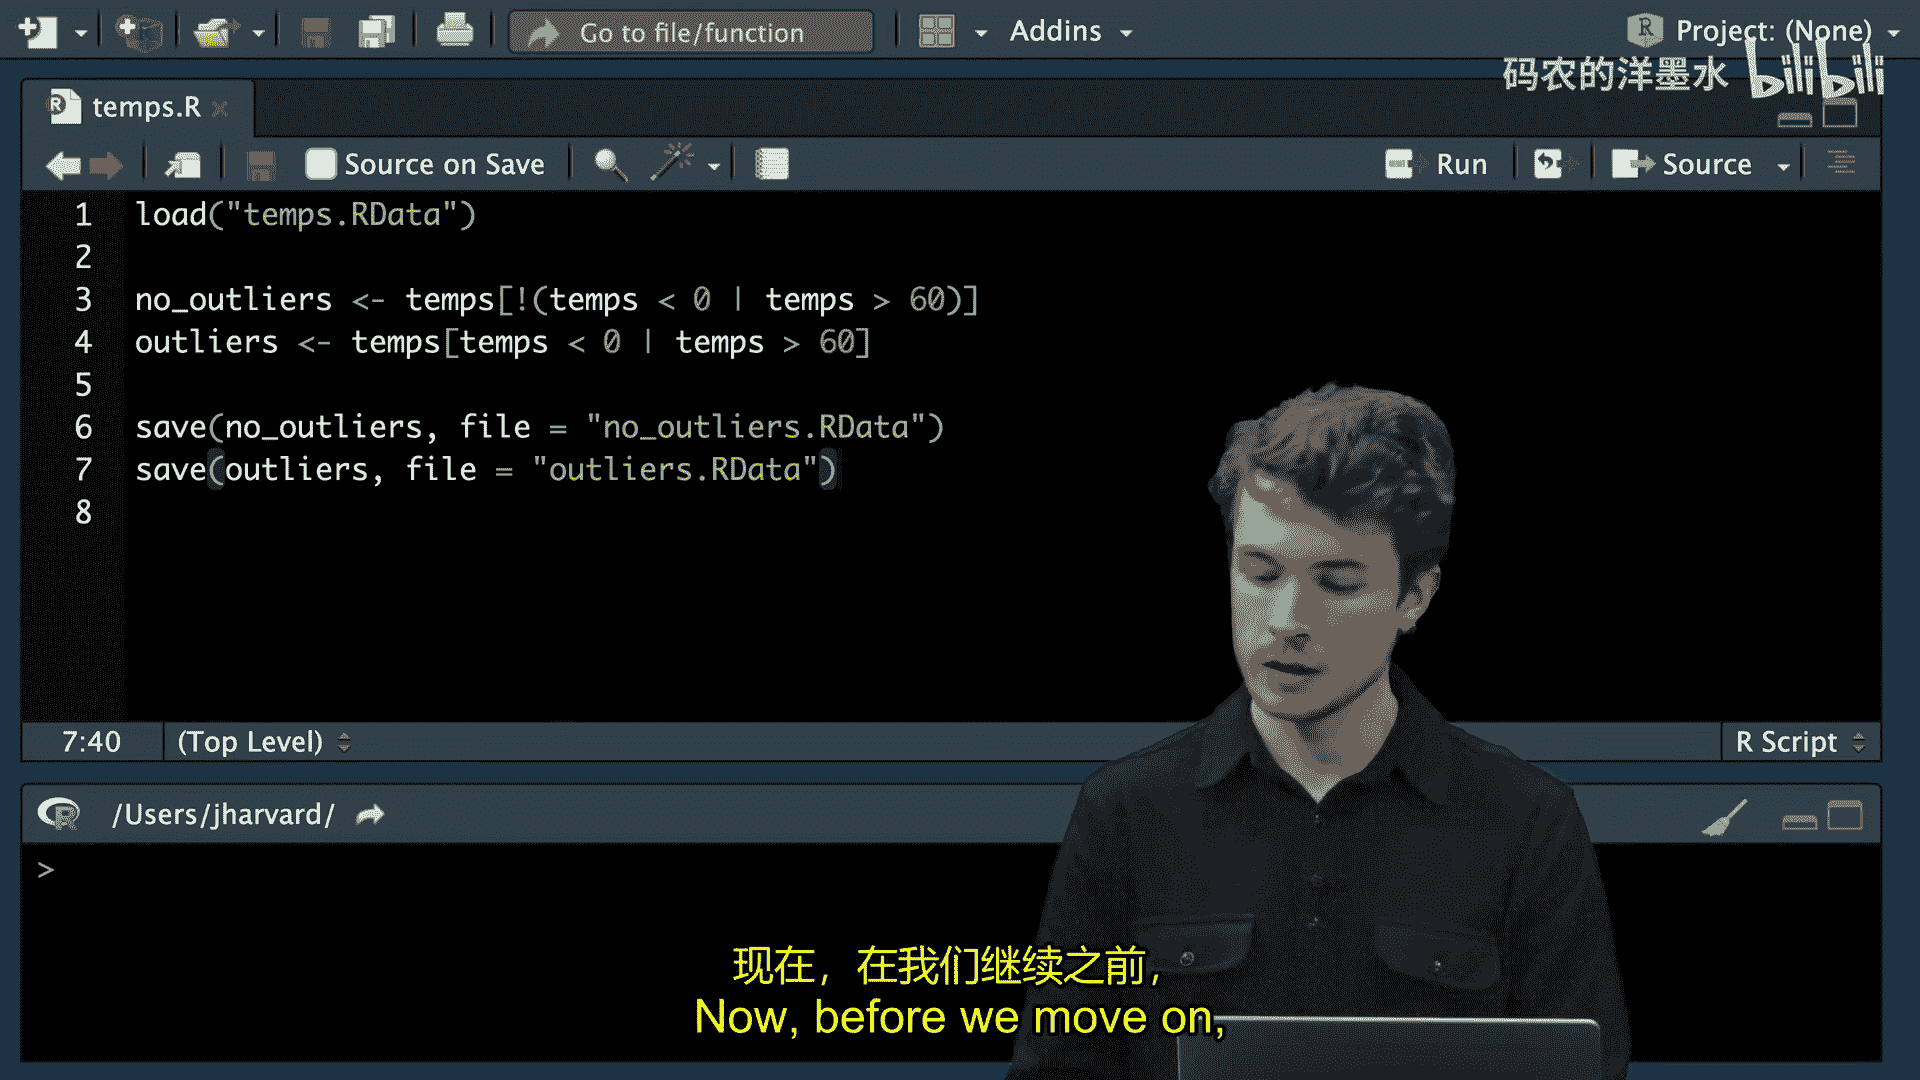 Go to file/function
Addins
Project: (None)
码农的洋墨水 bilibili
temps.R
Source on Save
Run
Source
1 load("temps.RData")
2
3 no_outliers <- temps[!(temps < 0 | temps > 60)]
4 outliers <- temps[temps < 0 | temps > 60]
5
6 save(no_outliers, file = "no_outliers.RData")
7 save(outliers, file = "outliers.RData")
8
7:40 (Top Level)
R Script
/Users/jharvard/
>
现在，在我们继续之前，
Now, before we move on,